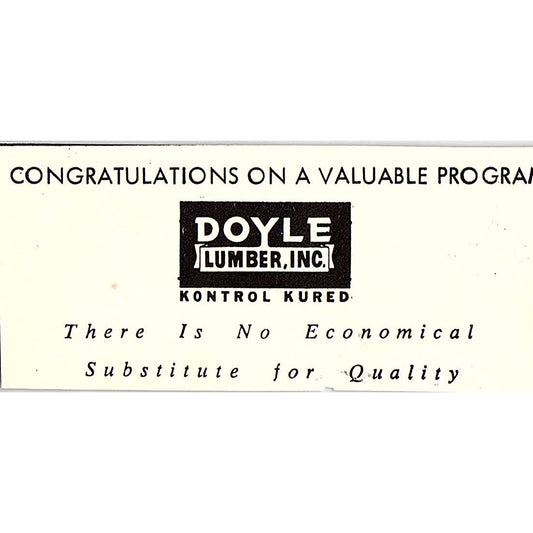 CONGRATULATIONS ON A VALUABLE PROGRAM
DOYLE
LUMBER, INC.
KONTROL KURED
There Is No Economical
Substitute for Quality